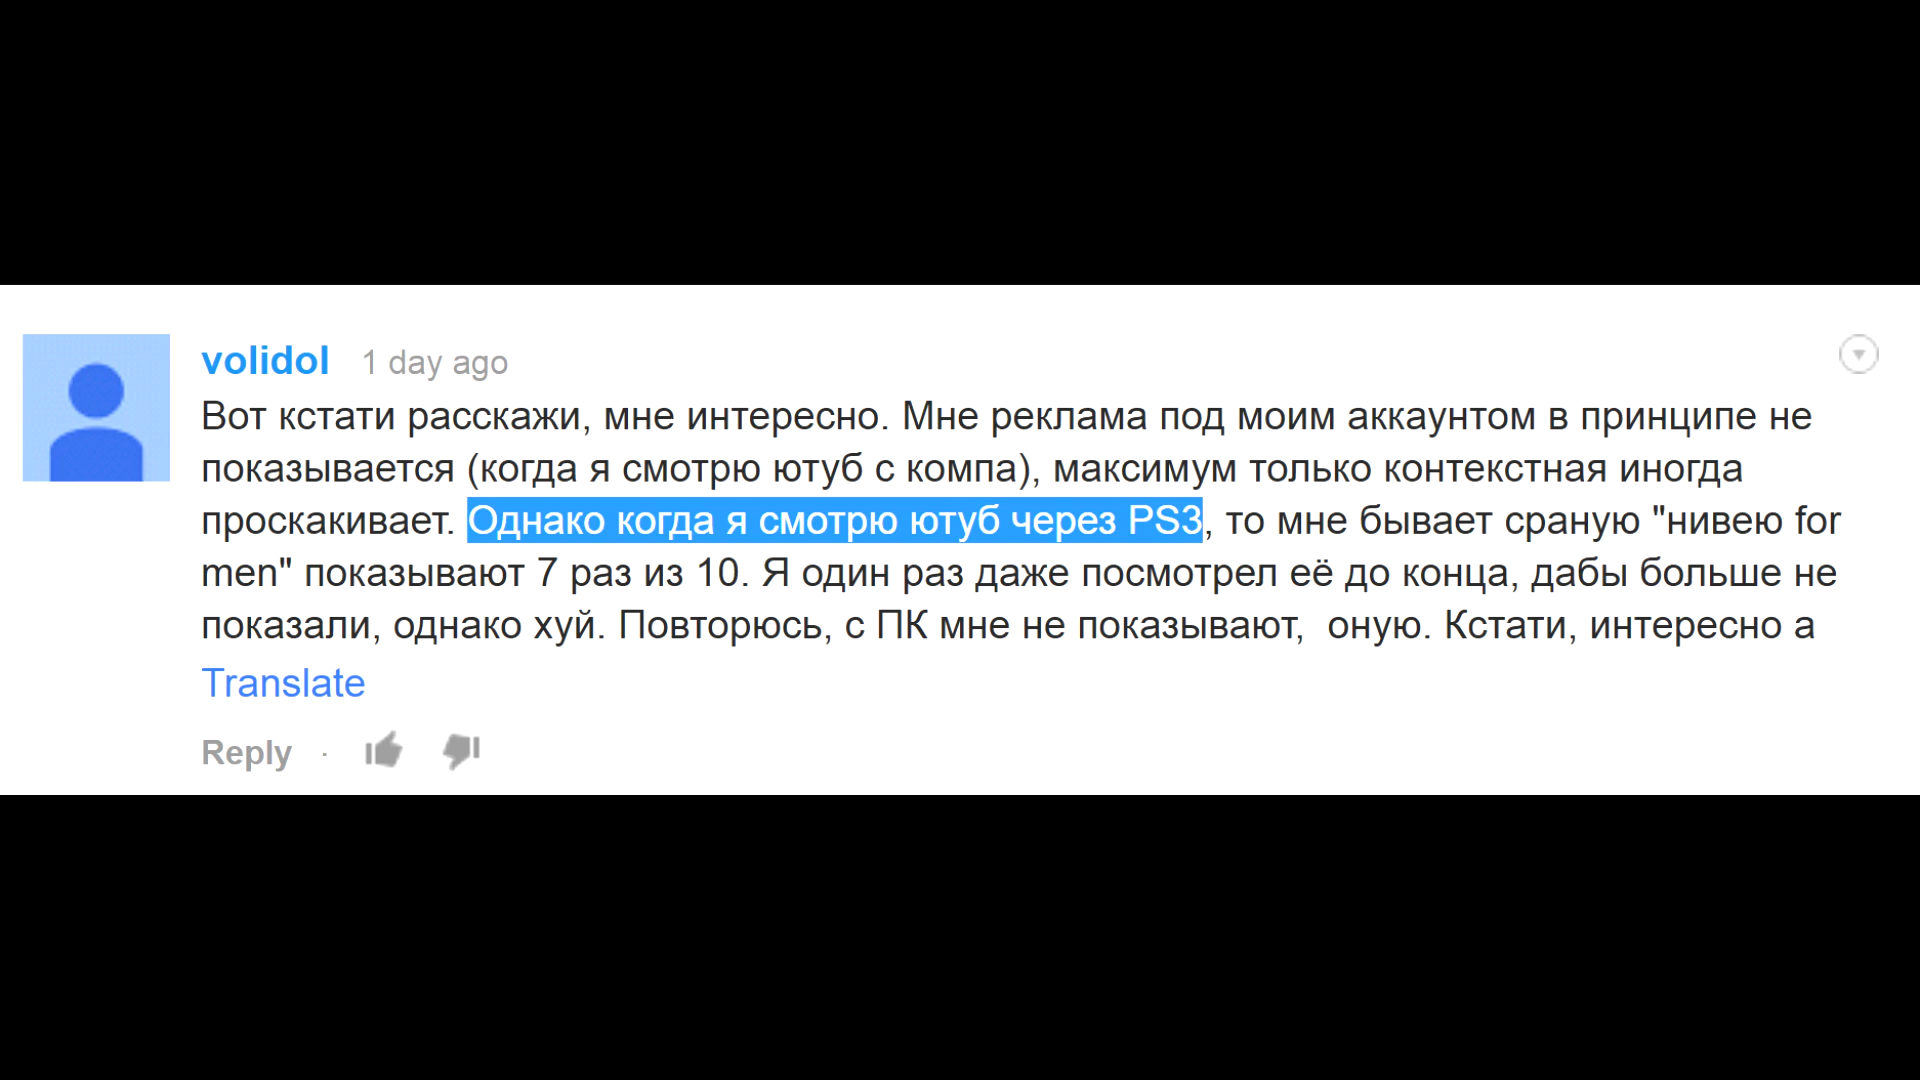 volidol 1 day ago
Вот кстати расскажи, мне интересно. Мне реклама под моим аккаунтом в принципе не
показывается (когда я смотрю ютуб с компа), максимум только контекстная иногда
проскакивает. Однако когда я смотрю ютуб через PS3, то мне бывает сраную "нивею for
men" показывают 7 раз из 10. Я один раз даже посмотрел её до конца, дабы больше не
показали, однако хуй. Повторюсь, с ПК мне не показывают,  оную. Кстати, интересно а
Translate
Reply ·